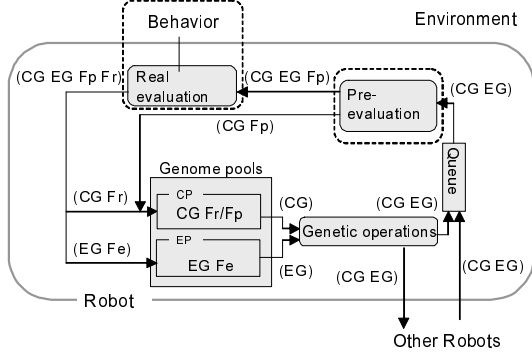 Behavior
Environment
(CG EG Fp Fr)
Real
evaluation
(CG EG Fp)
Pre-
evaluation
(CG EG)
(CG Fp)
Queue
Genome pools
(CG Fr)
CP
CG Fr/Fp
(CG)
(CG EG)
Genetic operations
(EG Fe)
EP
EG Fe
(EG)
(CG EG)
(CG EG)
Robot
Other Robots